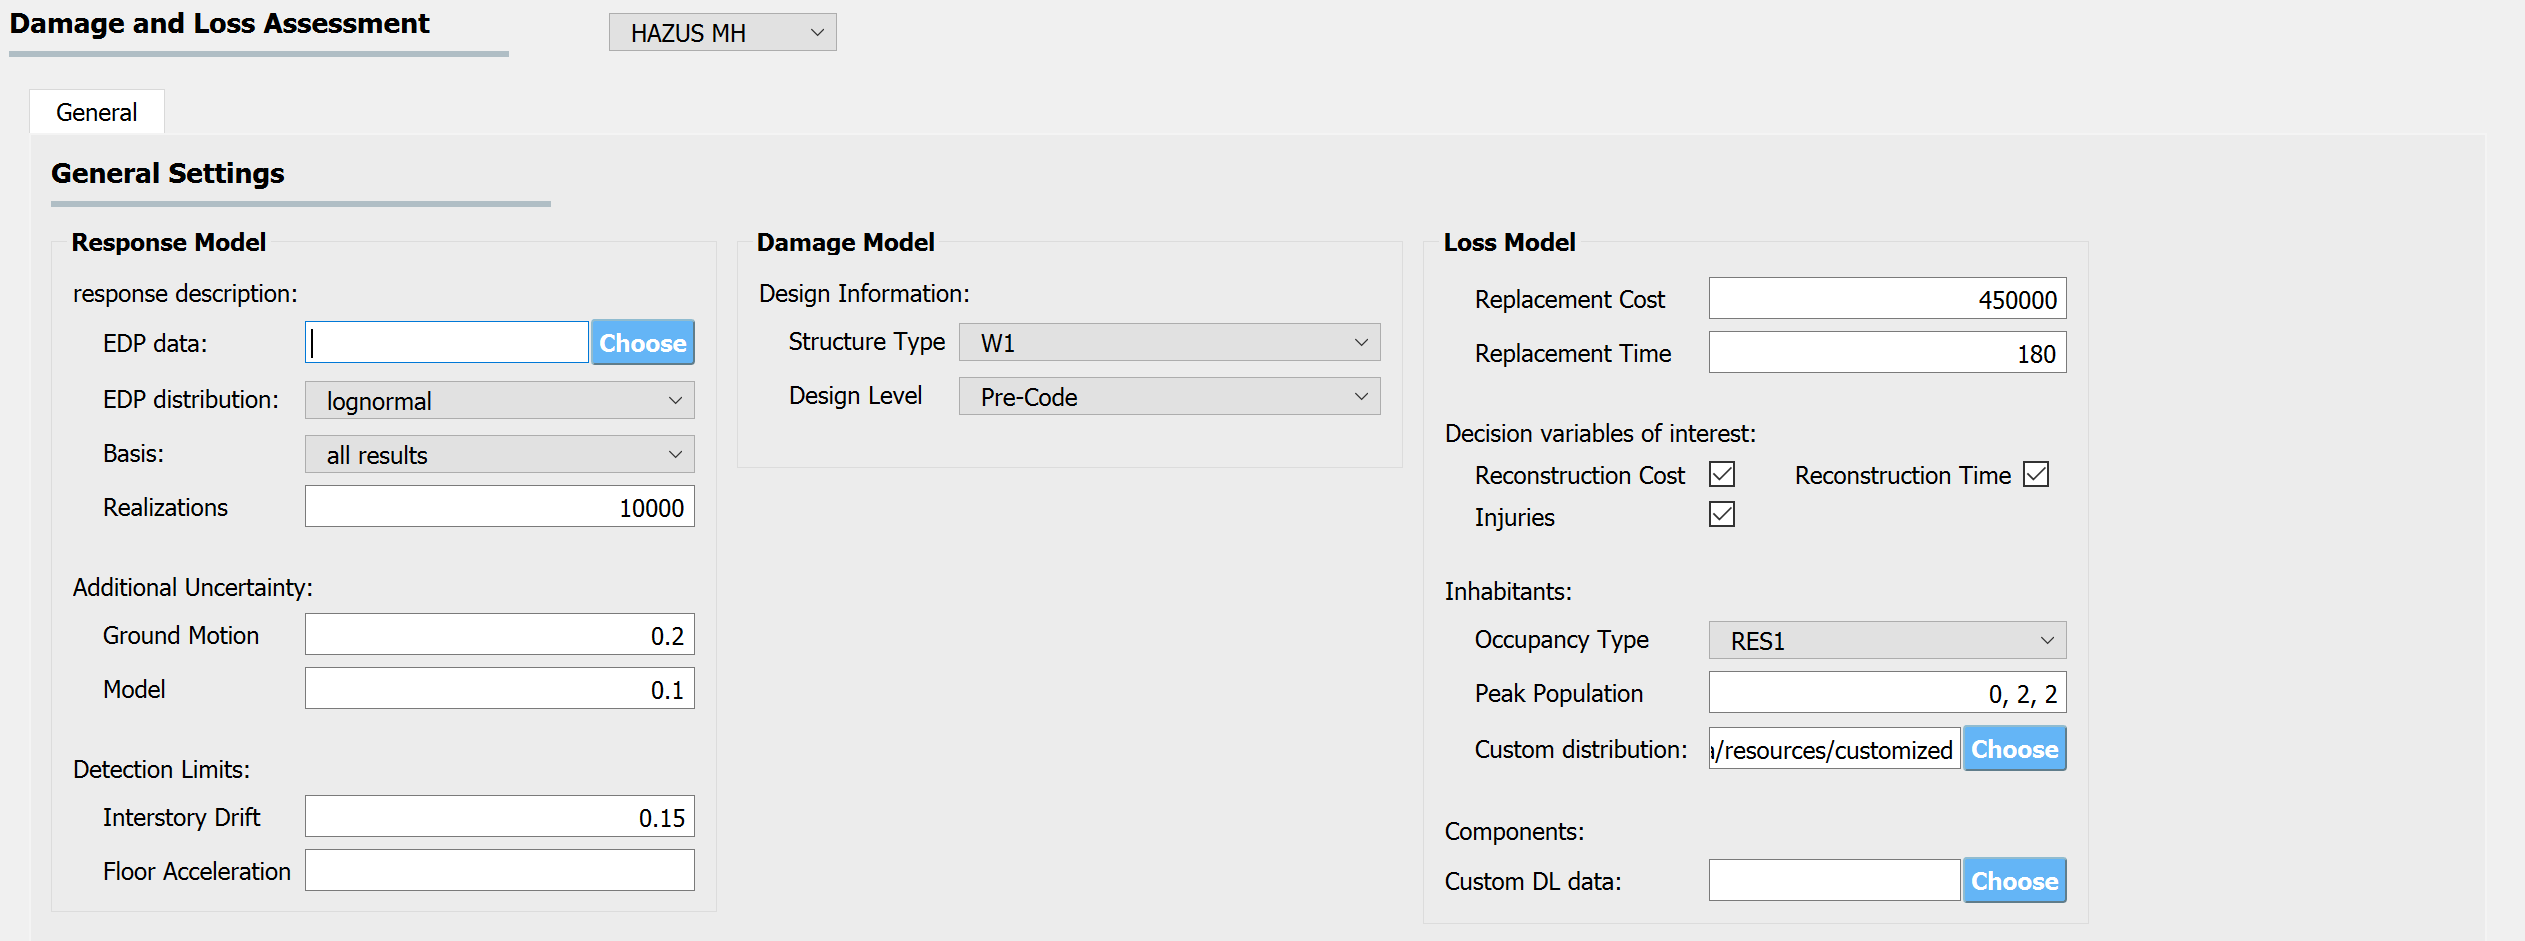 Damage and Loss Assessment
HAZUS MH
General
General Settings
Response Model
response description:
EDP data:
Choose
EDP distribution:
lognormal
Basis:
all results
Realizations
10000
Additional Uncertainty:
Ground Motion
0.2
Model
0.1
Detection Limits:
Interstory Drift
0.15
Floor Acceleration
Damage Model
Design Information:
Structure Type
W1
Design Level
Pre-Code
Loss Model
Replacement Cost
450000
Replacement Time
180
Decision variables of interest:
Reconstruction Cost
Reconstruction Time
Injuries
Inhabitants:
Occupancy Type
RES1
Peak Population
0, 2, 2
Custom distribution:
/resources/customized
Choose
Components:
Custom DL data:
Choose